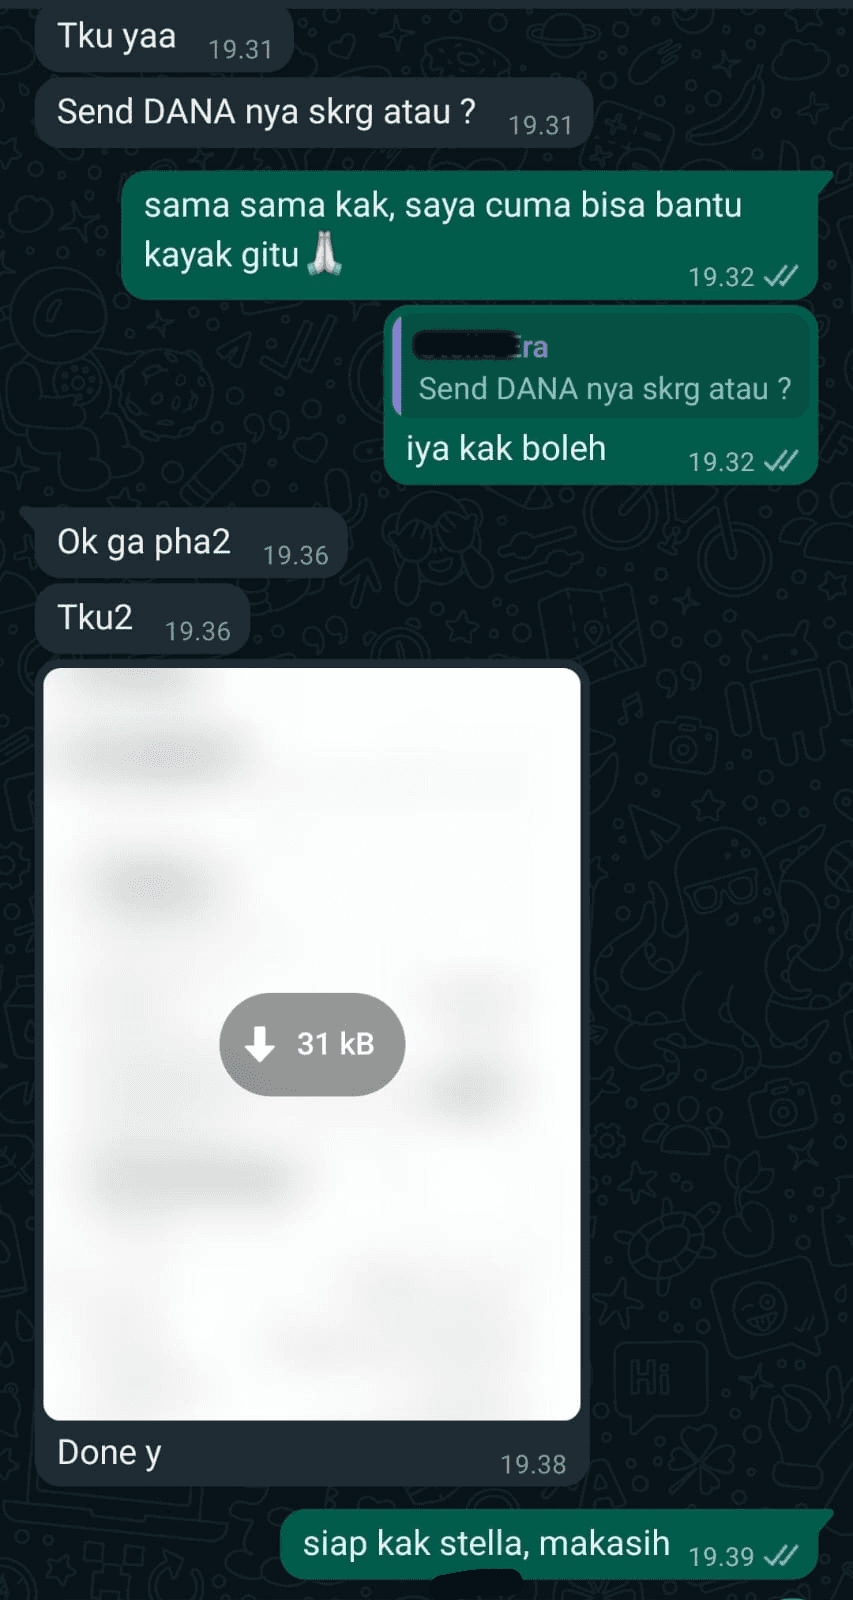 Tku yaa 19.31
Send DANA nya skrg atau ? 19.31
sama sama kak, saya cuma bisa bantu
kayak gitu🙏🏻 19.32
Era
Send DANA nya skrg atau ?
iya kak boleh 19.32
Ok ga pha2 19.36
Tku2 19.36
31 kB
Done y 19.38
siap kak stella, makasih 19.39
Hi